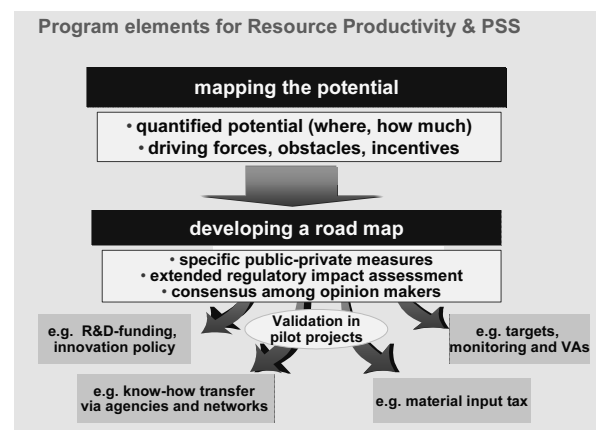 Program elements for Resource Productivity & PSS
mapping the potential
• quantified potential (where, how much)
• driving forces, obstacles, incentives
developing a road map
• specific public-private measures
• extended regulatory impact assessment
• consensus among opinion makers
e.g. R&D-funding,
innovation policy
Validation in
pilot projects
e.g. targets,
monitoring and VAs
e.g. know-how transfer
via agencies and networks
e.g. material input tax